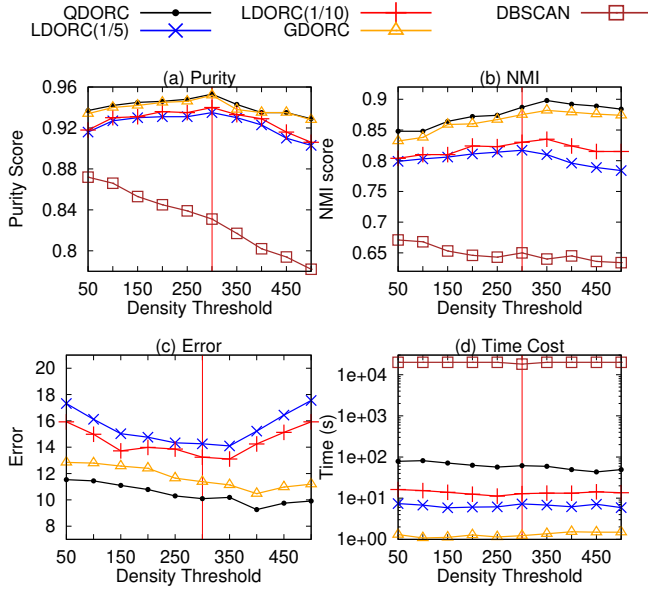 QDORC LDORC(1/10) DBSCAN
LDORC(1/5) GDORC
(a) Purity
0.96
0.92
0.88
0.84
0.8
Purity Score
50 150 250 350 450
Density Threshold
(b) NMI
0.9
0.85
0.8
0.75
0.7
0.65
NMI score
50 150 250 350 450
Density Threshold
(c) Error
20
18
16
14
12
10
8
Error
50 150 250 350 450
Density Threshold
(d) Time Cost
1e+04
1e+03
1e+02
1e+01
1e+00
Time (s)
50 150 250 350 450
Density Threshold